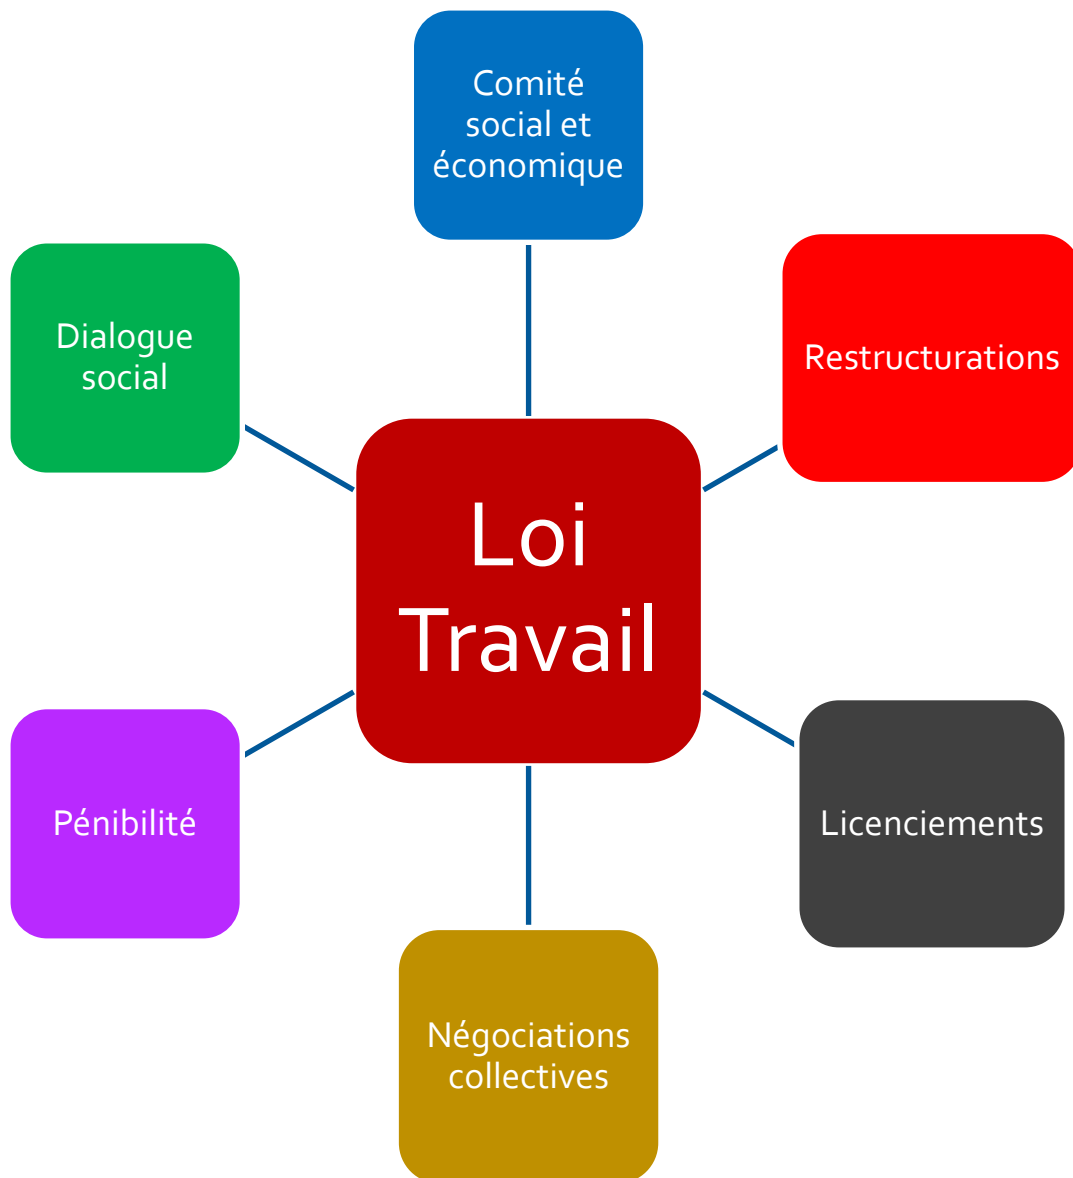 Comité
social et
économique
Dialogue
social
Restructurations
Loi
Travail
Pénibilité
Licenciements
Négociations
collectives